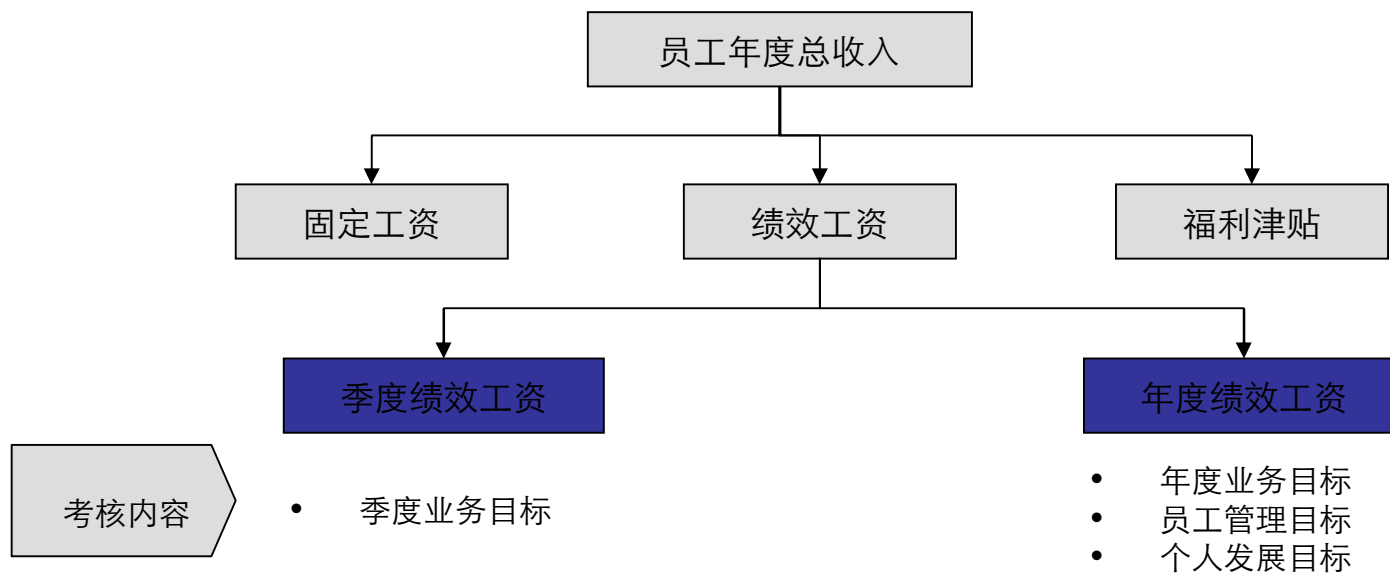 员工年度总收入
固定工资
绩效工资
福利津贴
季度绩效工资
年度绩效工资
考核内容
• 季度业务目标
• 年度业务目标
• 员工管理目标
• 个人发展目标